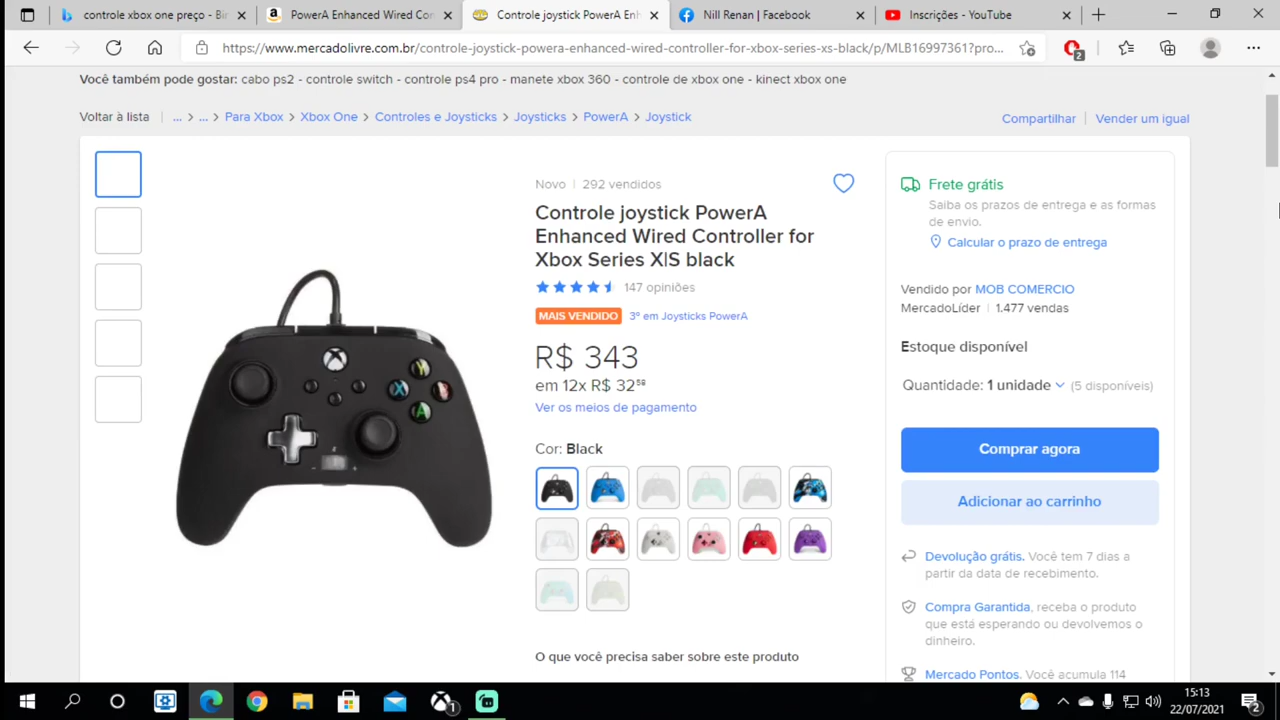 controle xbox one preço - Bir
PowerA Enhanced Wired Con
Controle joystick PowerA Enh
Nill Renan | Facebook
Inscrições - YouTube
https://www.mercadolivre.com.br/controle-joystick-powera-enhanced-wired-controller-for-xbox-series-xs-black/p/MLB16997361?pro...
2
Você também pode gostar: cabo ps2 - controle switch - controle ps4 pro - manete xbox 360 - controle de xbox one - kinect xbox one
Voltar à lista | ... > ... > Para Xbox > Xbox One > Controles e Joysticks > Joysticks > PowerA > Joystick
Compartilhar | Vender um igual
Novo | 292 vendidos
Controle joystick PowerA
Enhanced Wired Controller for
Xbox Series X|S black
147 opiniões
MAIS VENDIDO 3º em Joysticks PowerA
R$ 343
em 12x R$ 32⁵⁸
Ver os meios de pagamento
Cor: Black
O que você precisa saber sobre este produto
Y
X
A
Frete grátis
Saiba os prazos de entrega e as formas
de envio.
Calcular o prazo de entrega
Vendido por MOB COMERCIO
MercadoLíder | 1.477 vendas
Estoque disponível
Quantidade: 1 unidade (5 disponíveis)
Comprar agora
Adicionar ao carrinho
Devolução grátis. Você tem 7 dias a
partir da data de recebimento.
Compra Garantida, receba o produto
que está esperando ou devolvemos o
dinheiro.
Mercado Pontos. Você acumula 114
1
15:13
22/07/2021
2